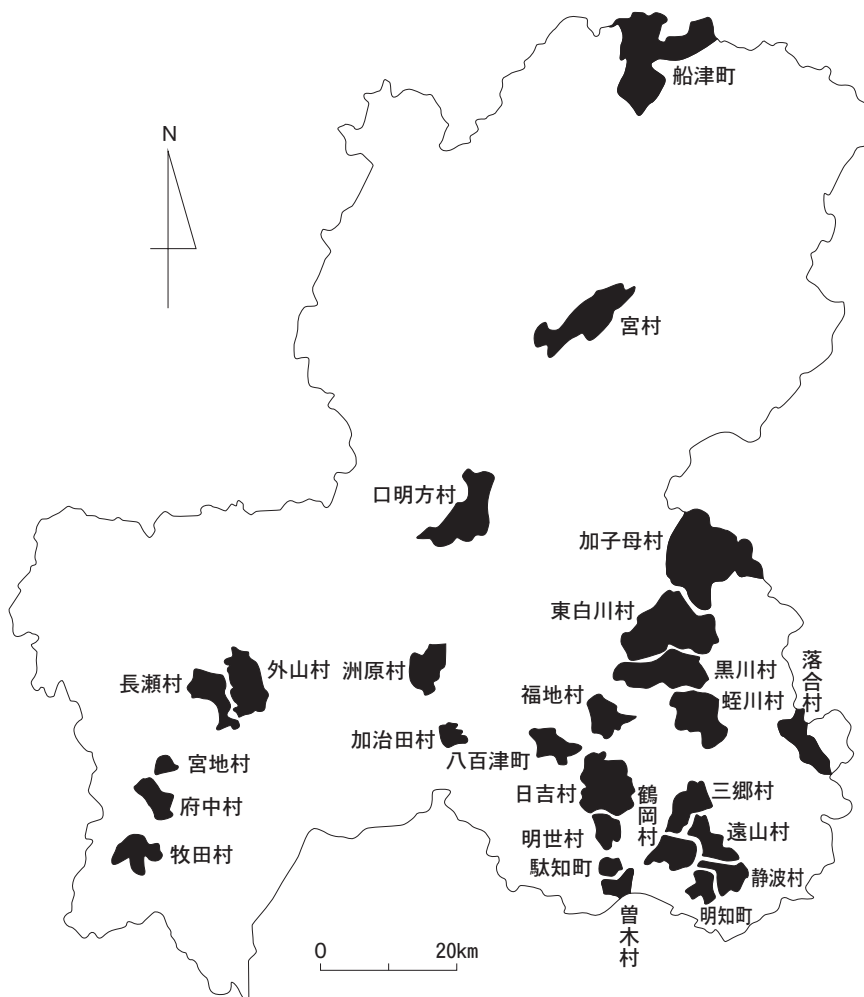 船津町
N
宮村
口明方村
加子母村
東白川村
落合村
外山村
洲原村
長瀬村
黒川村
福地村
蛭川村
加治田村
八百津町
宮地村
日吉村
鶴岡村
三郷村
府中村
明世村
遠山村
牧田村
駄知町
静波村
明知町
曽木村
0 20km